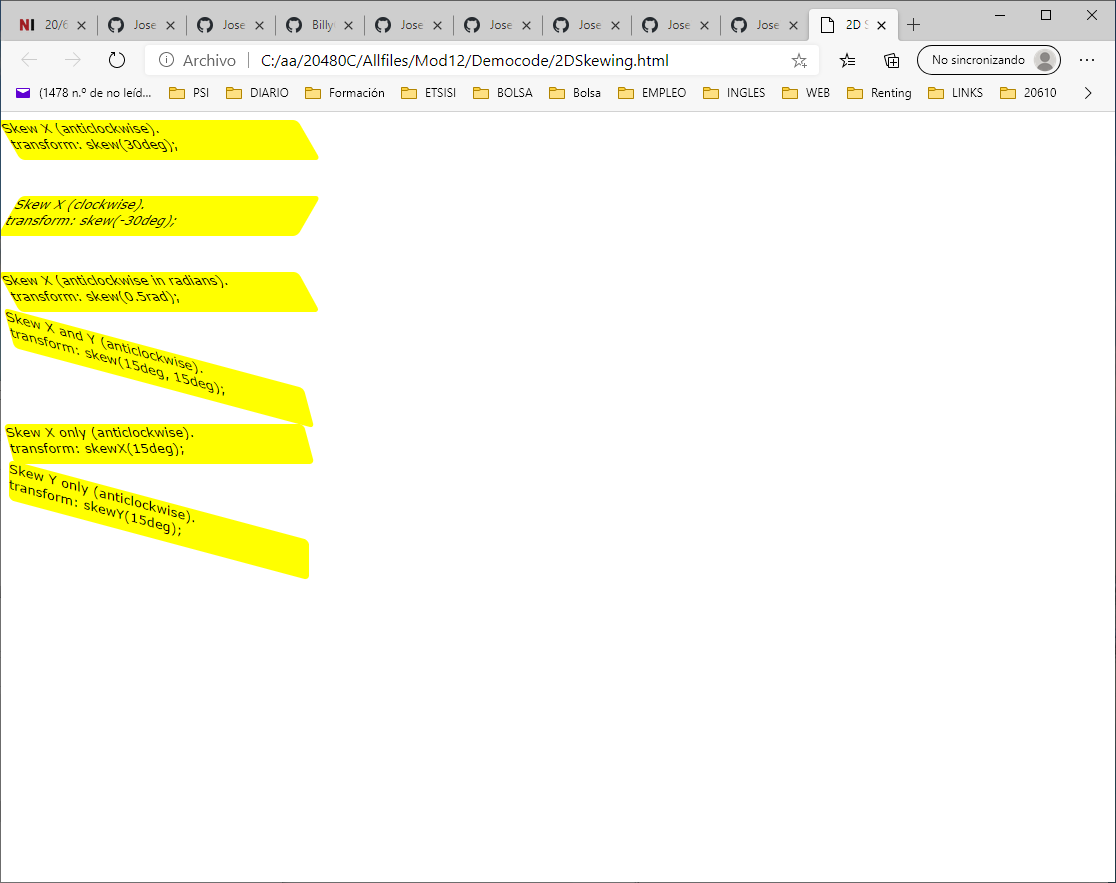 NI 20/6 Jose Jose Billy Jose Jose Jose Jose Jose 2D S
Archivo C:/aa/20480C/Allfiles/Mod12/Democode/2DSkewing.html No sincronizando
(1478 n.º de no leíd... PSI DIARIO Formación ETSISI BOLSA Bolsa EMPLEO INGLES WEB Renting LINKS 20610
Skew X (anticlockwise).
transform: skew(30deg);
Skew X (clockwise).
transform: skew(-30deg);
Skew X (anticlockwise in radians).
transform: skew(0.5rad);
Skew X and Y (anticlockwise).
transform: skew(15deg, 15deg);
Skew X only (anticlockwise).
transform: skewX(15deg);
Skew Y only (anticlockwise).
transform: skewY(15deg);